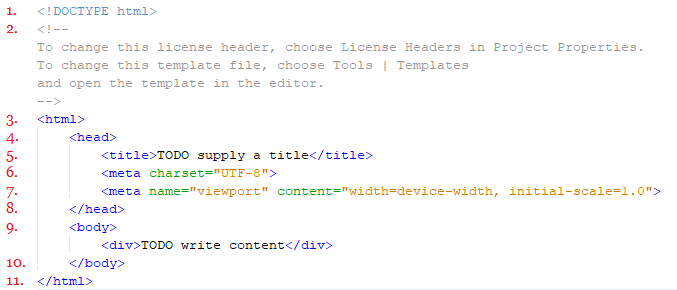 1. <!DOCTYPE html>
2. <!--
To change this license header, choose License Headers in Project Properties.
To change this template file, choose Tools | Templates
and open the template in the editor.
-->
3. <html>
4. <head>
5. <title>TODO supply a title</title>
6. <meta charset="UTF-8">
7. <meta name="viewport" content="width=device-width, initial-scale=1.0">
8. </head>
9. <body>
<div>TODO write content</div>
10. </body>
11. </html>